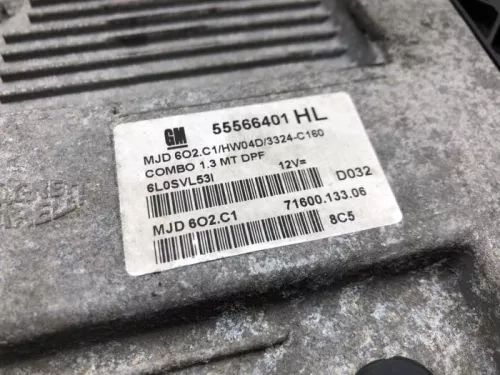 GM 55566401 HL
MJD 6O2.C1/HW04D/3324-C160
COMBO 1.3 MT DPF 12V=
6L0SVL53I D032
MJD 6O2.C1 71600.133.06
8C5